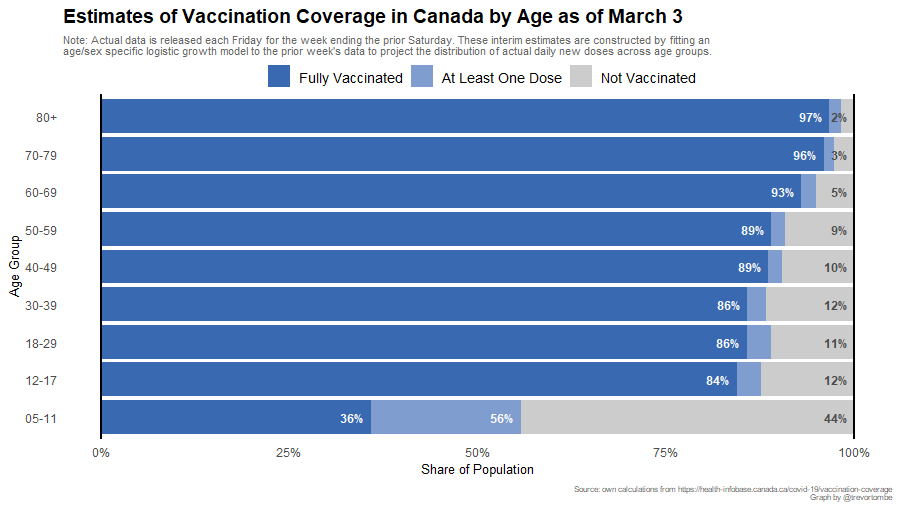 Estimates of Vaccination Coverage in Canada by Age as of March 3
Note: Actual data is released each Friday for the week ending the prior Saturday. These interim estimates are constructed by fitting an
age/sex specific logistic growth model to the prior week's data to project the distribution of actual daily new doses across age groups.
Fully Vaccinated At Least One Dose Not Vaccinated
Age Group
80+ 97% 2%
70-79 96% 3%
60-69 93% 5%
50-59 89% 9%
40-49 89% 10%
30-39 86% 12%
18-29 86% 11%
12-17 84% 12%
05-11 36% 56% 44%
0% 25% 50% 75% 100%
Share of Population
Source: own calculations from https://health-infobase.canada.ca/covid-19/vaccination-coverage
Graph by @trevortombe